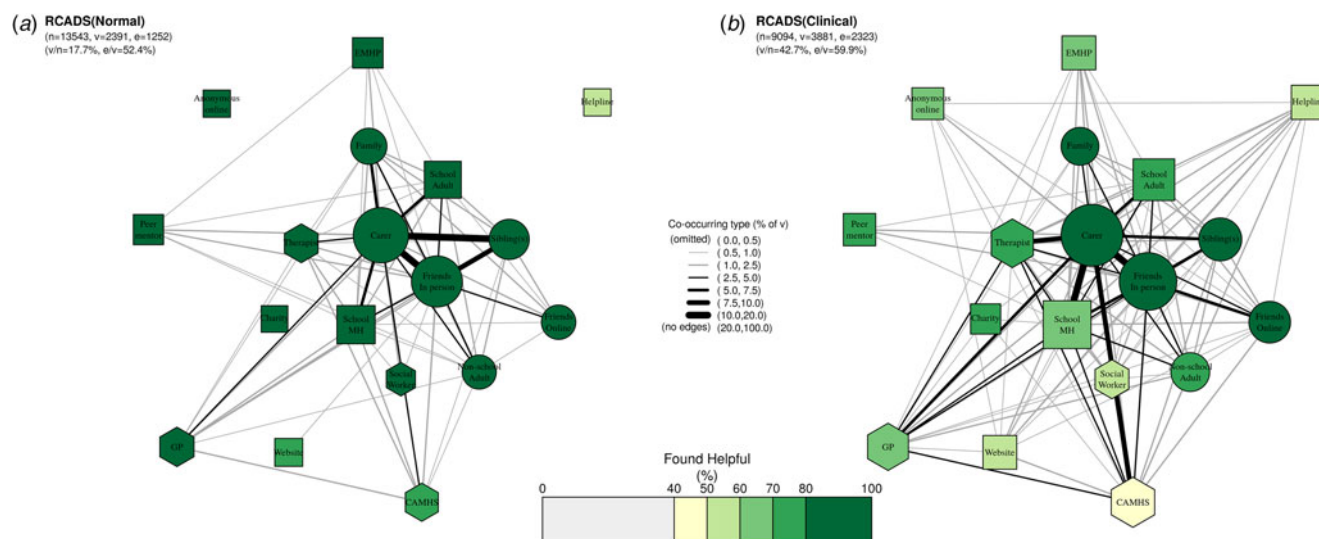 (a) RCADS(Normal)
(n=13543, v=2391, e=1252)
(v/n=17.7%, e/v=52.4%)
EMHP
Anonymous
online
Helpline
Family
School
Adult
Peer
mentor
Therapist
Carer
Sibling(s)
Friends
In person
Charity
School
MH
Friends
Online
Social
Worker
Non-school
Adult
GP
Website
CAMHS
Co-occurring type (% of v)
(omitted) ( 0.0, 0.5)
( 0.5, 1.0)
( 1.0, 2.5)
( 2.5, 5.0)
( 5.0, 7.5)
( 7.5,10.0)
(10.0,20.0)
(no edges) (20.0,100.0)
Found Helpful
(%)
0 40 50 60 70 80 100
(b) RCADS(Clinical)
(n=9094, v=3881, e=2323)
(v/n=42.7%, e/v=59.9%)
EMHP
Anonymous
online
Helpline
Family
School
Adult
Peer
mentor
Therapist
Carer
Sibling(s)
Friends
In person
Charity
School
MH
Friends
Online
Social
Worker
Non-school
Adult
GP
Website
CAMHS